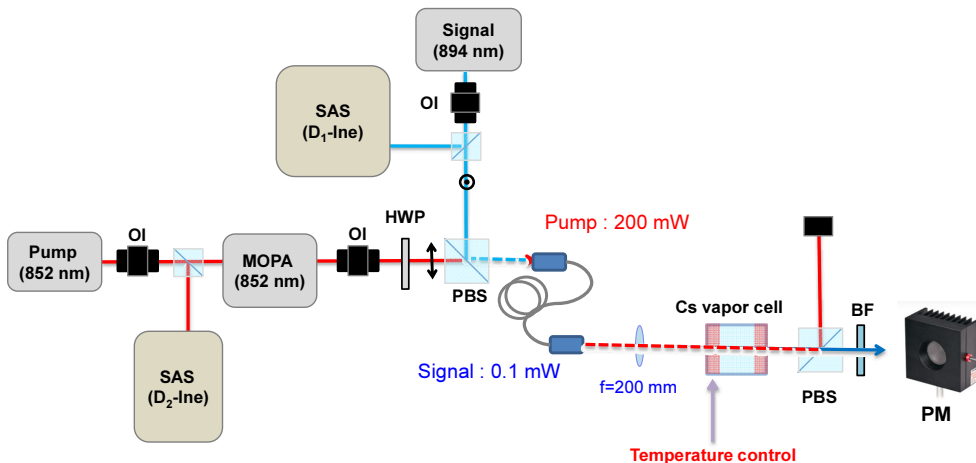 Signal
(894 nm)
OI
SAS
(D₁-lne)
HWP
Pump : 200 mW
OI
OI
Pump
(852 nm)
MOPA
(852 nm)
PBS
Cs vapor cell
BF
SAS
(D₂-lne)
Signal : 0.1 mW
f=200 mm
PBS
PM
Temperature control